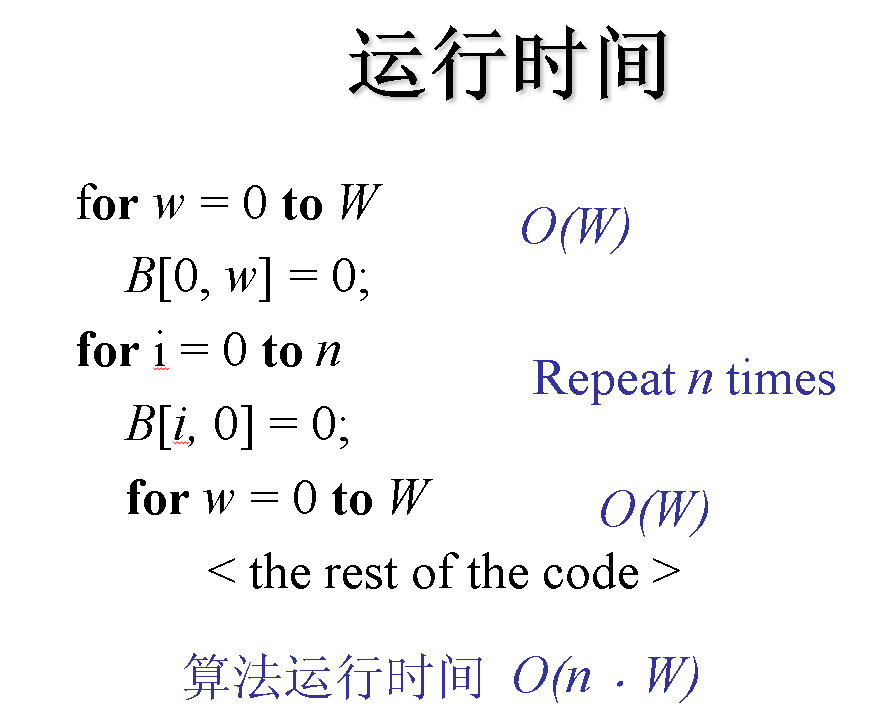 运行时间
for w = 0 to W
O(W)
B[0, w] = 0;
for i = 0 to n
Repeat n times
B[i, 0] = 0;
for w = 0 to W
O(W)
< the rest of the code >
算法运行时间 O(n · W)